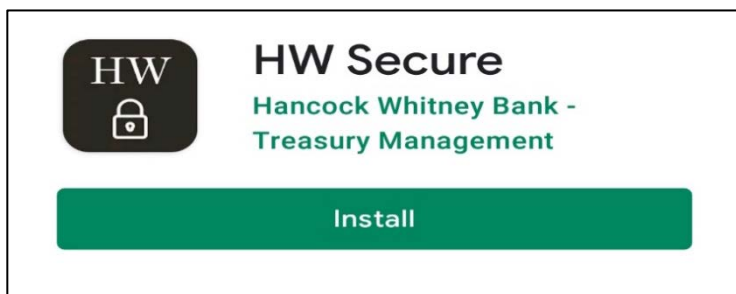 HW
HW Secure
Hancock Whitney Bank -
Treasury Management
Install